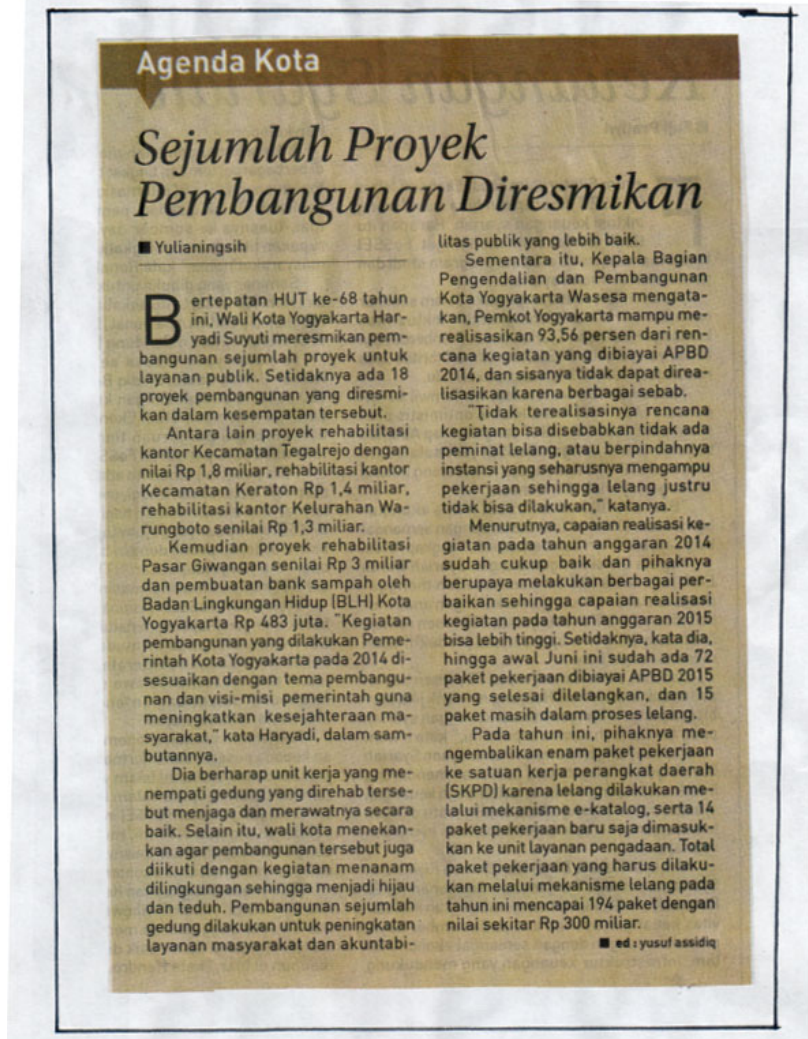 Agenda Kota
Sejumlah Proyek
Pembangunan Diresmikan
■ Yulianingsih
Bertepatan HUT ke-68 tahun
ini, Wali Kota Yogyakarta Har-
yadi Suyuti meresmikan pem-
bangunan sejumlah proyek untuk
layanan publik. Setidaknya ada 18
proyek pembangunan yang diresmi-
kan dalam kesempatan tersebut.
Antara lain proyek rehabilitasi
kantor Kecamatan Tegalrejo dengan
nilai Rp 1,8 miliar, rehabilitasi kantor
Kecamatan Keraton Rp 1,4 miliar,
rehabilitasi kantor Kelurahan Wa-
rungboto senilai Rp 1,3 miliar.
Kemudian proyek rehabilitasi
Pasar Giwangan senilai Rp 3 miliar
dan pembuatan bank sampah oleh
Badan Lingkungan Hidup (BLH) Kota
Yogyakarta Rp 483 juta. "Kegiatan
pembangunan yang dilakukan Peme-
rintah Kota Yogyakarta pada 2014 di-
sesuaikan dengan tema pembangu-
nan dan visi-misi pemerintah guna
meningkatkan kesejahteraan ma-
syarakat," kata Haryadi, dalam sam-
butannya.
Dia berharap unit kerja yang me-
nempati gedung yang direhab terse-
but menjaga dan merawatnya secara
baik. Selain itu, wali kota menekan-
kan agar pembangunan tersebut juga
diikuti dengan kegiatan menanam
dilingkungan sehingga menjadi hijau
dan teduh. Pembangunan sejumlah
gedung dilakukan untuk peningkatan
layanan masyarakat dan akuntabi-
litas publik yang lebih baik.
Sementara itu, Kepala Bagian
Pengendalian dan Pembangunan
Kota Yogyakarta Wasesa mengata-
kan, Pemkot Yogyakarta mampu me-
realisasikan 93,56 persen dari ren-
cana kegiatan yang dibiayai APBD
2014, dan sisanya tidak dapat direa-
lisasikan karena berbagai sebab.
"Tidak terealisasinya rencana
kegiatan bisa disebabkan tidak ada
peminat lelang, atau berpindahnya
instansi yang seharusnya mengampu
pekerjaan sehingga lelang justru
tidak bisa dilakukan," katanya.
Menurutnya, capaian realisasi ke-
giatan pada tahun anggaran 2014
sudah cukup baik dan pihaknya
berupaya melakukan berbagai per-
baikan sehingga capaian realisasi
kegiatan pada tahun anggaran 2015
bisa lebih tinggi. Setidaknya, kata dia,
hingga awal Juni ini sudah ada 72
paket pekerjaan dibiayai APBD 2015
yang selesai dilelangkan, dan 15
paket masih dalam proses lelang.
Pada tahun ini, pihaknya me-
ngembalikan enam paket pekerjaan
ke satuan kerja perangkat daerah
(SKPD) karena lelang dilakukan me-
lalui mekanisme e-katalog, serta 14
paket pekerjaan baru saja dimasuk-
kan ke unit layanan pengadaan. Total
paket pekerjaan yang harus dilaku-
kan melalui mekanisme lelang pada
tahun ini mencapai 194 paket dengan
nilai sekitar Rp 300 miliar.
■ ed : yusuf assidiq